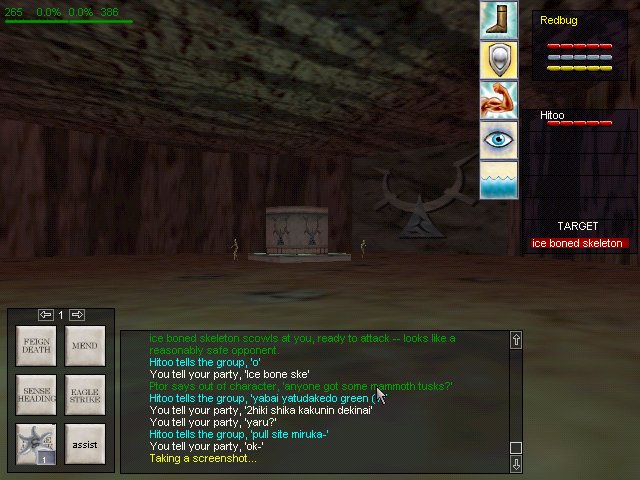 265 0.0% 0.0% -386
Redbug
Hitoo
TARGET
ice boned skeleton
1
FEIGN DEATH
MEND
SENSE HEADING
EAGLE STRIKE
1
assist
ice boned skeleton scowls at you, ready to attack -- looks like a
reasonably safe opponent.
Hitoo tells the group, 'o'
You tell your party, 'Ice bone ske'
Ptor says out of character, 'anyone got some mammoth tusks?'
Hitoo tells the group, 'yabai yatudakedo green (
You tell your party, '2hiki shika kakunin dekinai'
You tell your party, 'yaru?'
Hitoo tells the group, 'pull site miruka-'
You tell your party, 'ok-'
Taking a screenshot...